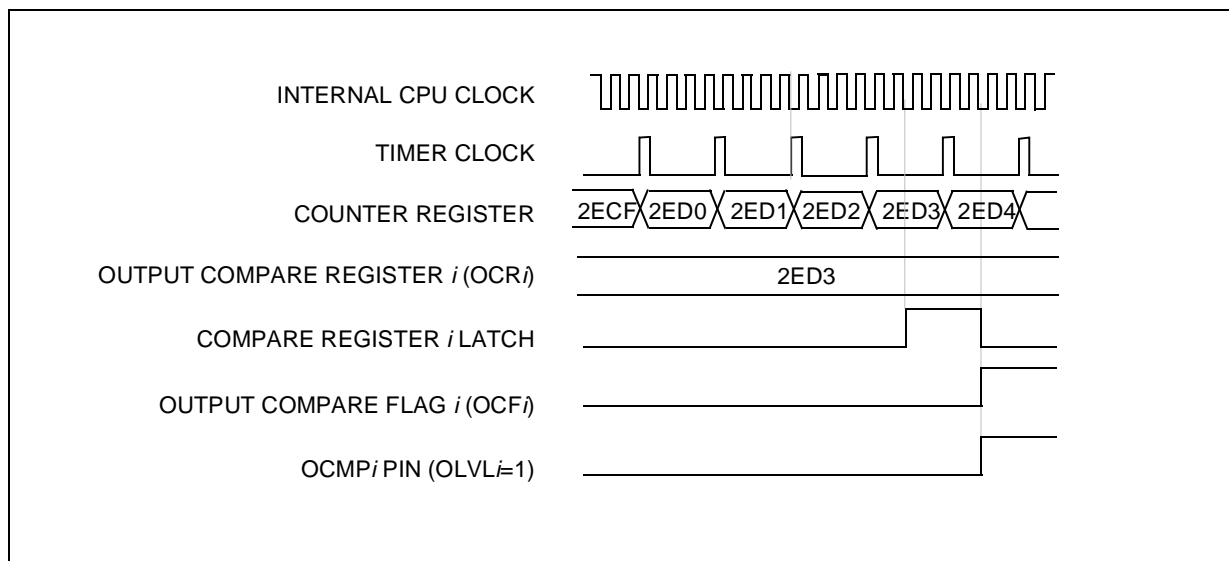 INTERNAL CPU CLOCK
TIMER CLOCK
COUNTER REGISTER 2ECF 2ED0 2ED1 2ED2 2ED3 2ED4
OUTPUT COMPARE REGISTER i (OCRi) 2ED3
COMPARE REGISTER i LATCH
OUTPUT COMPARE FLAG i (OCFi)
OCMPi PIN (OLVLi=1)